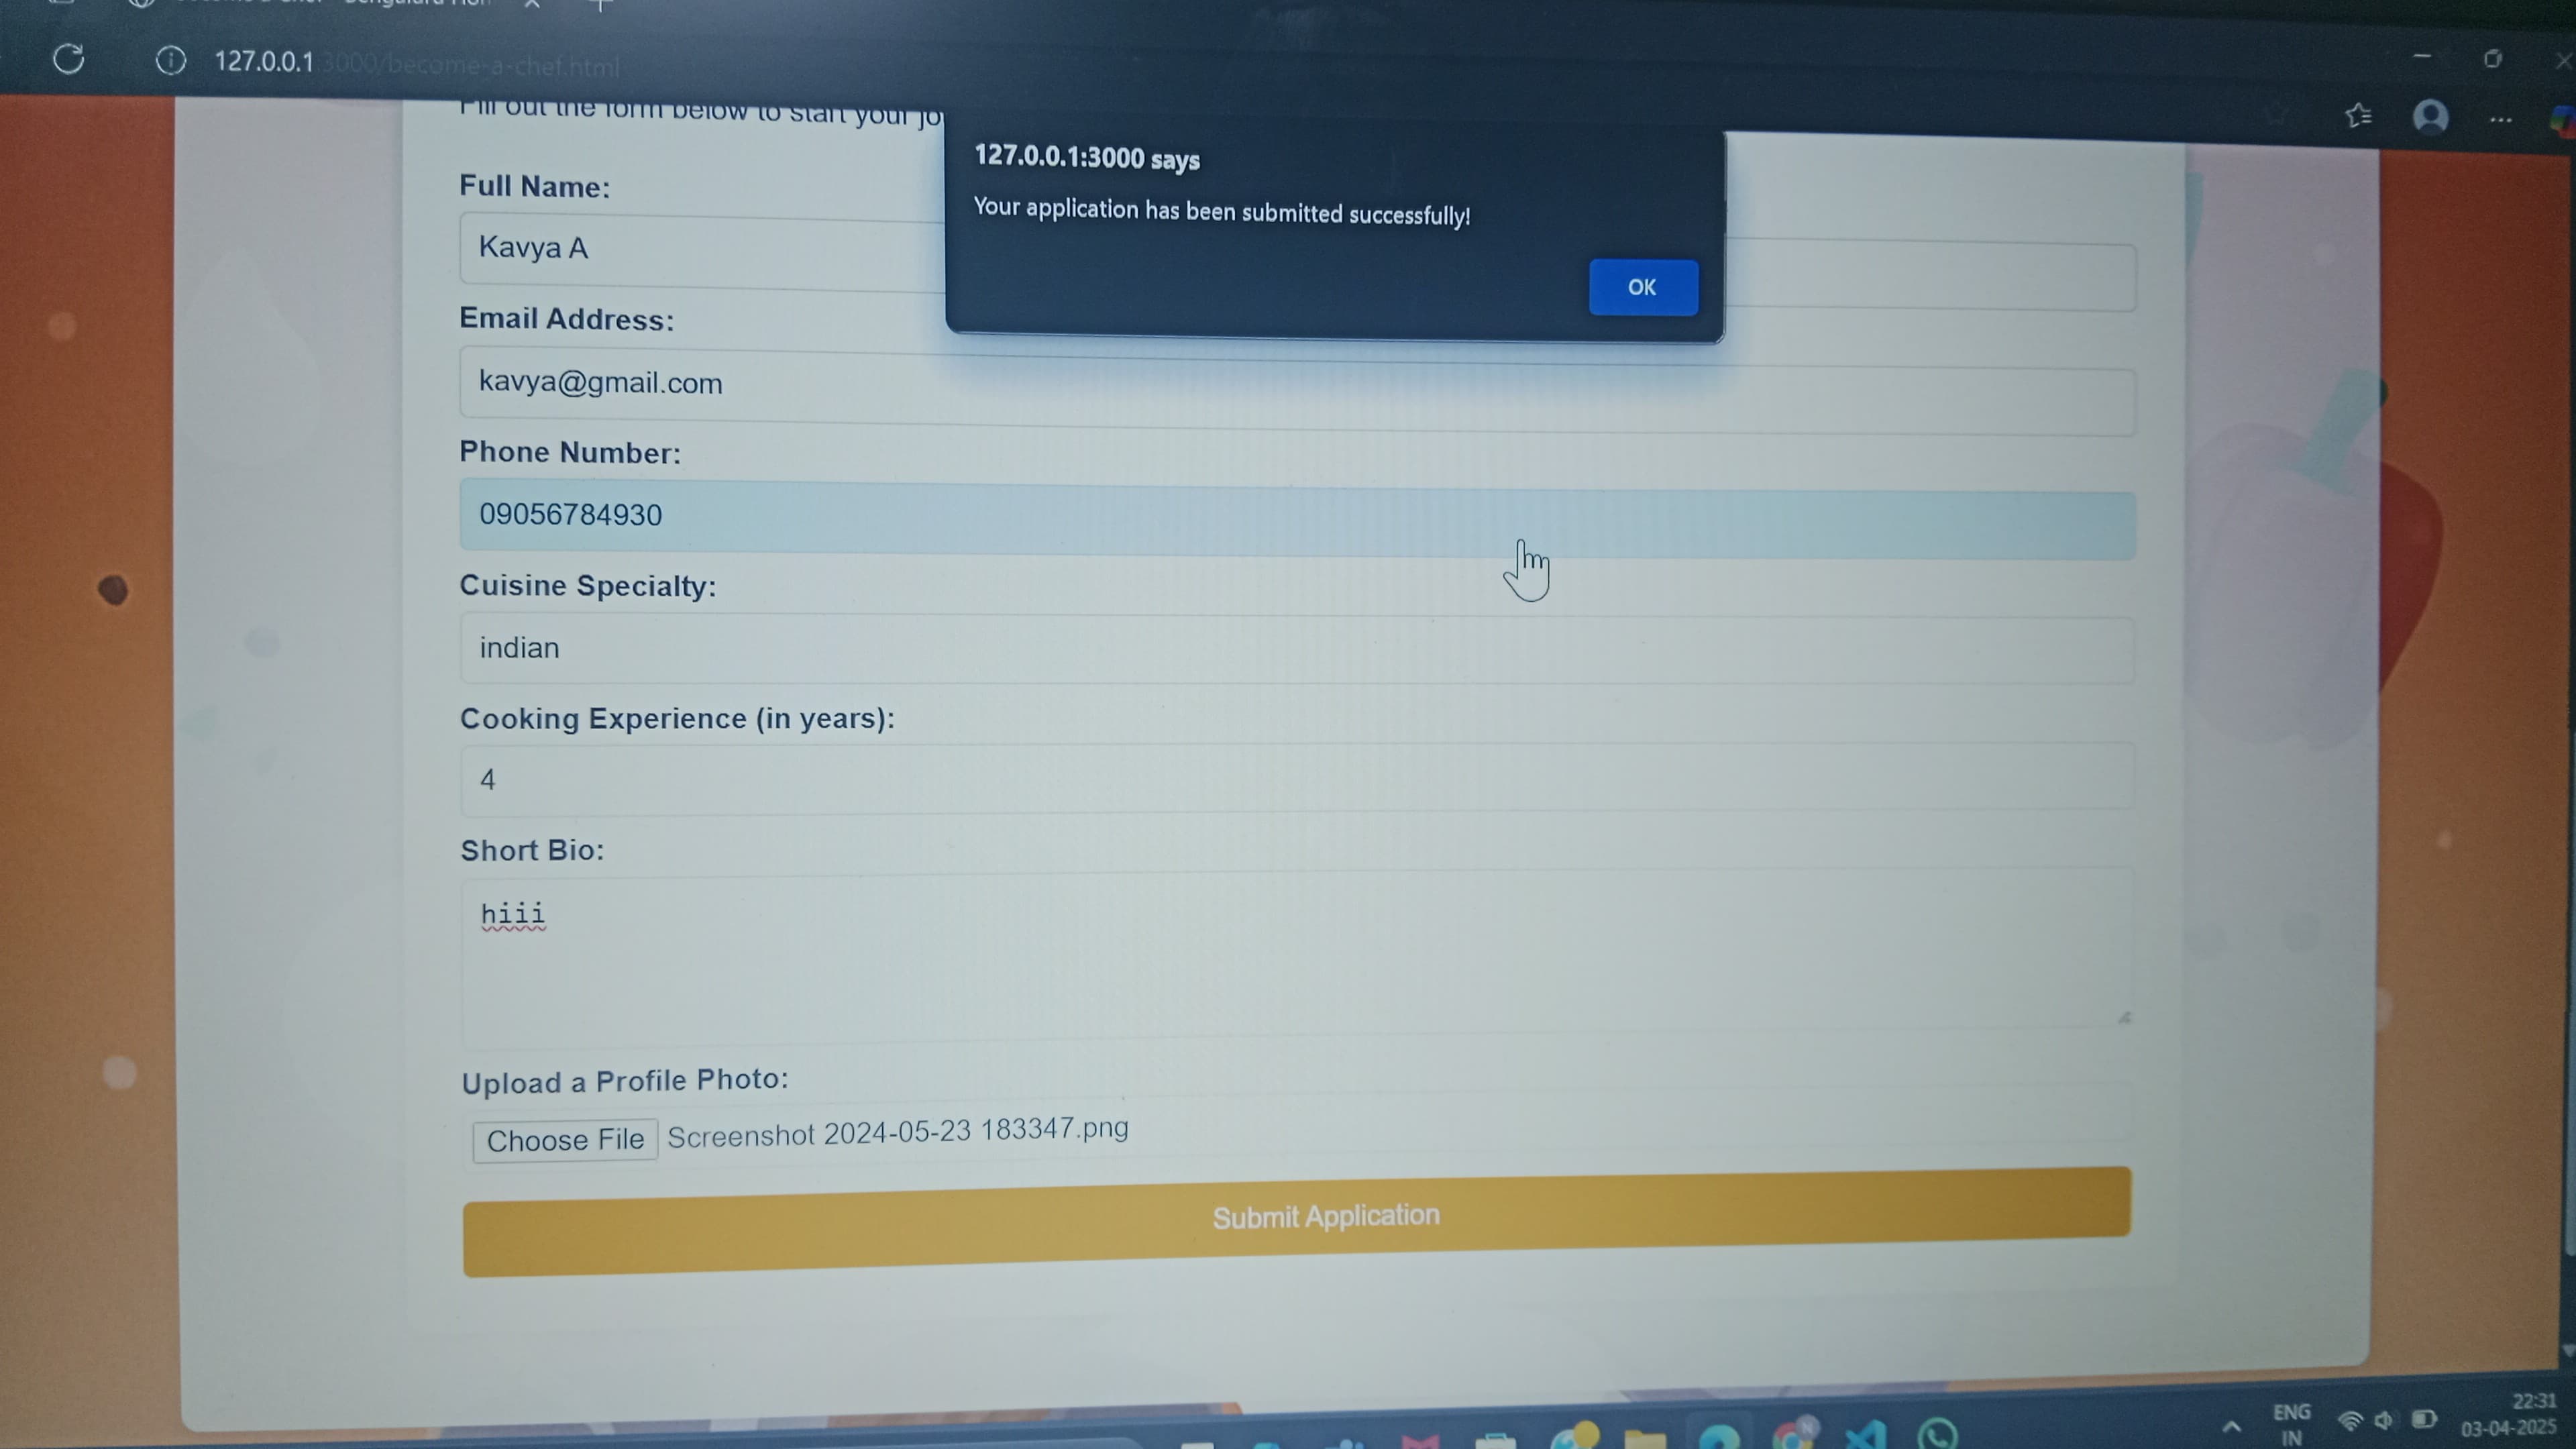 127.0.0.1:3000/become-a-chef.html
Fill out the form below to start your jo
127.0.0.1:3000 says
Your application has been submitted successfully!
OK
Full Name:
Kavya A
Email Address:
kavya@gmail.com
Phone Number:
09056784930
Cuisine Specialty:
indian
Cooking Experience (in years):
4
Short Bio:
hiii
Upload a Profile Photo:
Choose File Screenshot 2024-05-23 183347.png
Submit Application
ENG
IN
22:31
03-04-2025